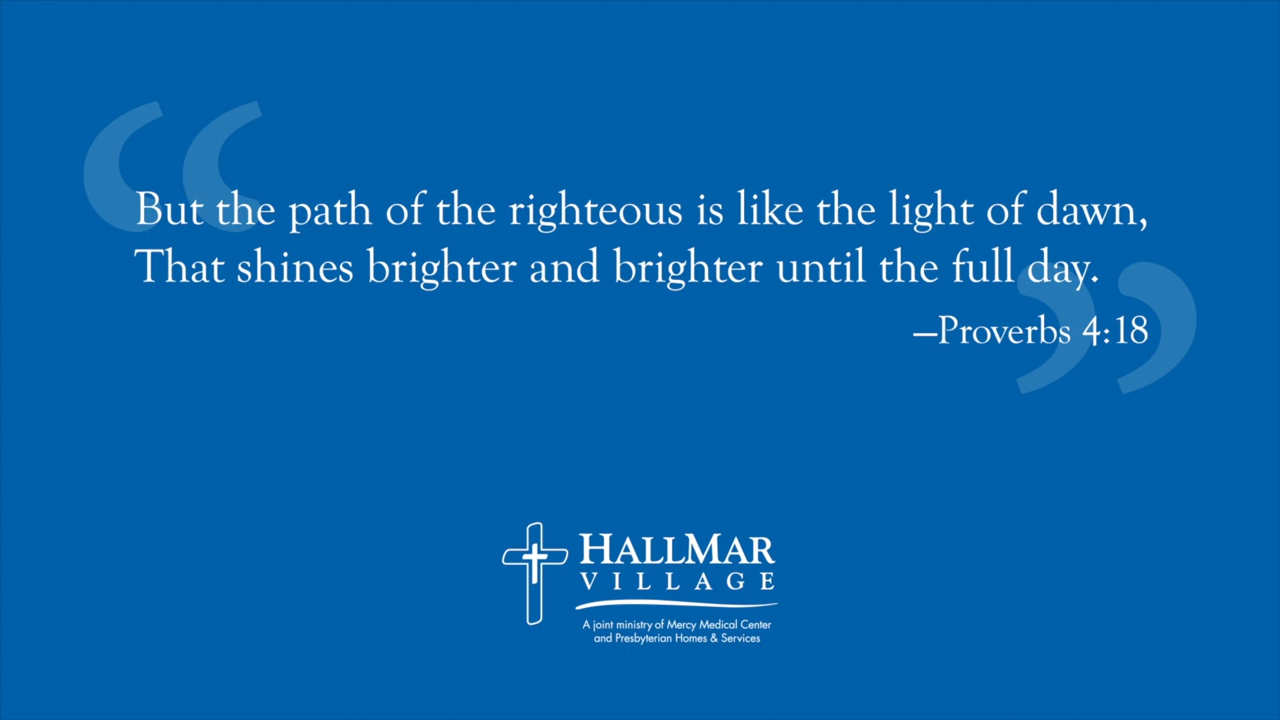 But the path of the righteous is like the light of dawn,
That shines brighter and brighter until the full day.
—Proverbs 4:18
HALLMAR
VILLAGE
A joint ministry of Mercy Medical Center
and Presbyterian Homes & Services